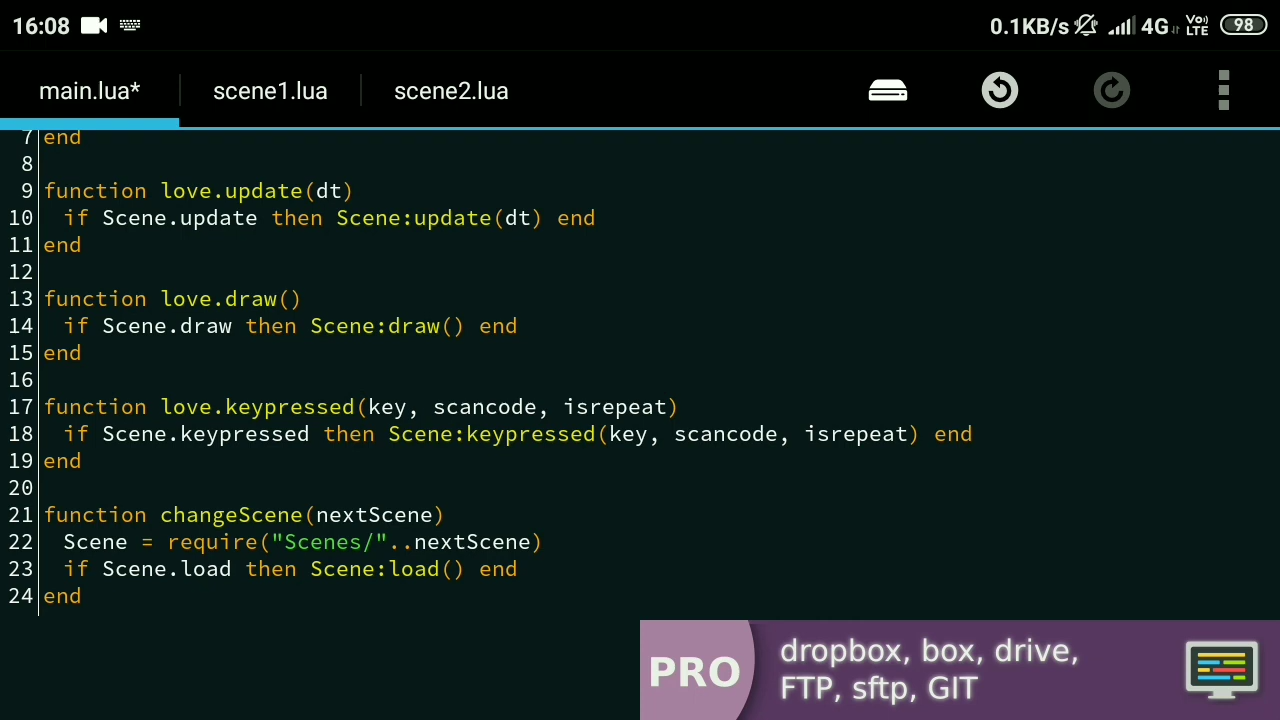 16:08 0.1KB/s 4G Vo) LTE 98
main.lua* scene1.lua scene2.lua
7 end
8
9 function love.update(dt)
10   if Scene.update then Scene:update(dt) end
11 end
12
13 function love.draw()
14   if Scene.draw then Scene:draw() end
15 end
16
17 function love.keypressed(key, scancode, isrepeat)
18   if Scene.keypressed then Scene:keypressed(key, scancode, isrepeat) end
19 end
20
21 function changeScene(nextScene)
22   Scene = require("Scenes/"..nextScene)
23   if Scene.load then Scene:load() end
24 end
PRO
dropbox, box, drive,
FTP, sftp, GIT